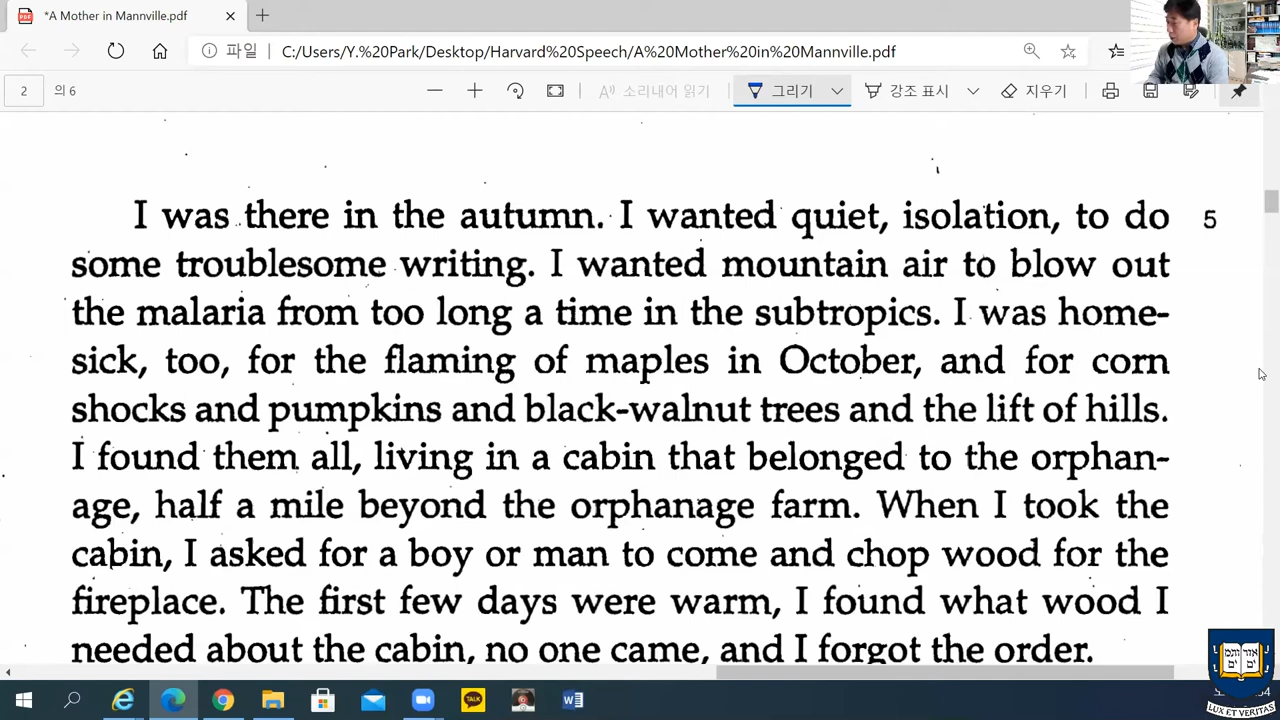 *A Mother in Mannville.pdf
파일 C:/Users/Y.%20Park/Desktop/Harvard%20Speech/A%20Mother%20in%20Mannville.pdf
2 의 6 소리내어 읽기 그리기 강조 표시 지우기
I was there in the autumn. I wanted quiet, isolation, to do 5
some troublesome writing. I wanted mountain air to blow out
the malaria from too long a time in the subtropics. I was home-
sick, too, for the flaming of maples in October, and for corn
shocks and pumpkins and black-walnut trees and the lift of hills.
I found them all, living in a cabin that belonged to the orphan-
age, half a mile beyond the orphanage farm. When I took the
cabin, I asked for a boy or man to come and chop wood for the
fireplace. The first few days were warm, I found what wood I
needed about the cabin, no one came, and I forgot the order.
TALK
LUX ET VERITAS